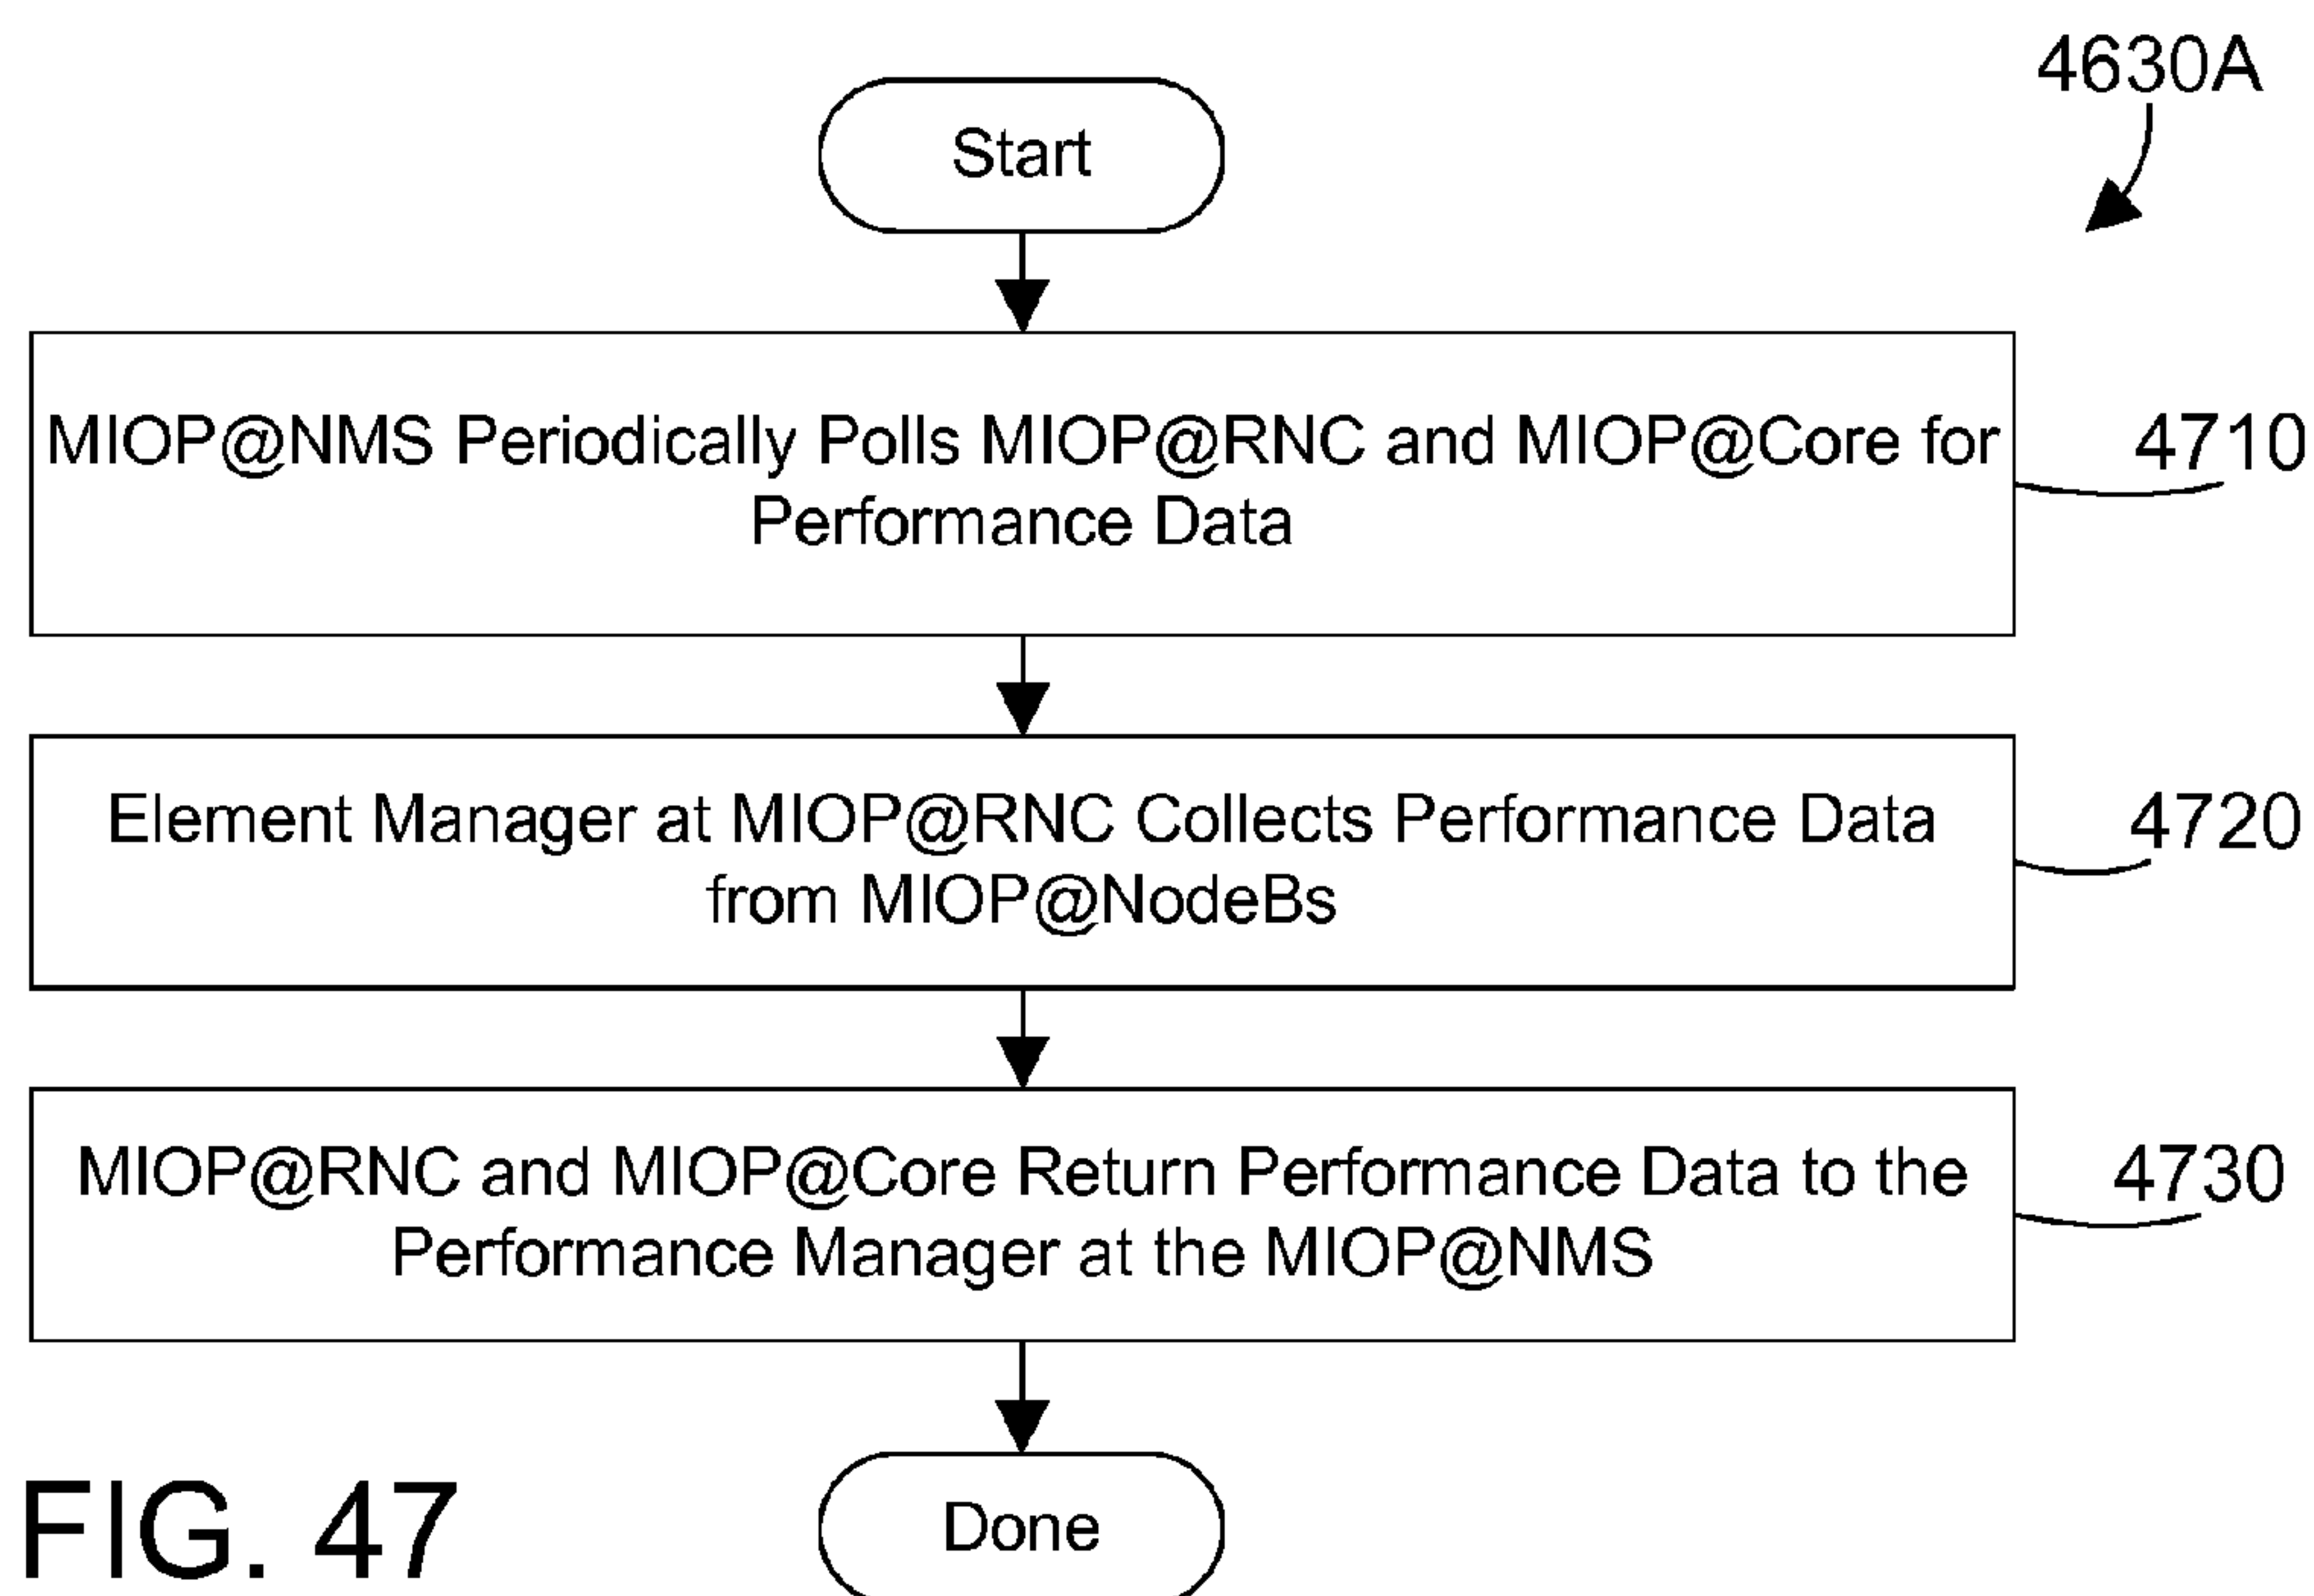 4630A
Start
MIOP@NMS Periodically Polls MIOP@RNC and MIOP@Core for
Performance Data
4710
Element Manager at MIOP@RNC Collects Performance Data
from MIOP@NodeBs
4720
MIOP@RNC and MIOP@Core Return Performance Data to the
Performance Manager at the MIOP@NMS
4730
Done
FIG. 47